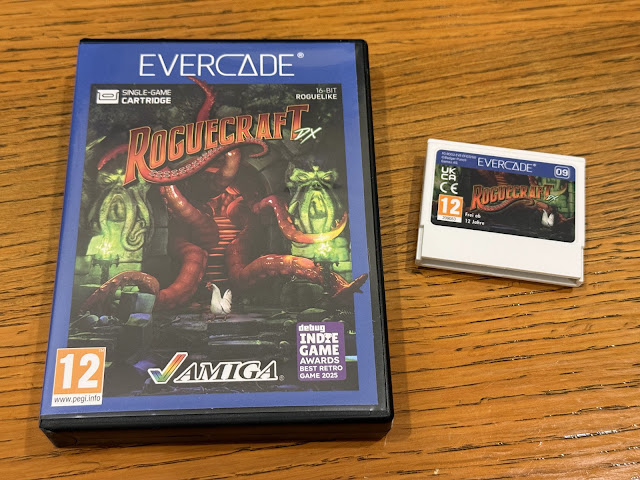 EVERCADE®
SINGLE-GAME
CARTRIDGE
16-BIT
ROGUELIKE
ROGUECRAFT DX
12
www.pegi.info
AMIGA
debug
INDIE
GAME
AWARDS
BEST RETRO
GAME 2025
EVERCADE®
09
UK
CA
CE
ROGUECRAFT DX
12
Frei ab
12 Jahre